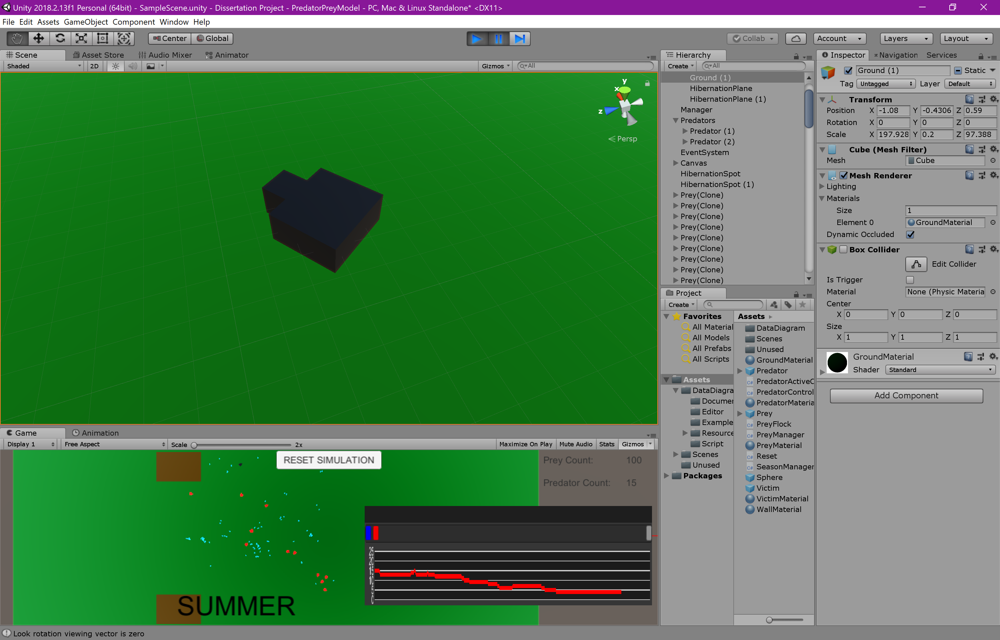 Unity 2018.2.13f1 Personal (64bit) - SampleScene.unity - Dissertation Project - PredatorPreyModel - PC, Mac & Linux Standalone* <DX11>
File Edit Assets GameObject Component Window Help
Center Global Collab Account Layers Layout
Scene Asset Store Audio Mixer Animator
Shaded 2D Gizmos All
y
x
z
Persp
Hierarchy
Create All
Ground (1)
HibernationPlane
HibernationPlane (1)
Manager
Predators
Predator (1)
Predator (2)
EventSystem
Canvas
HibernationSpot
HibernationSpot (1)
Prey(Clone)
Prey(Clone)
Prey(Clone)
Prey(Clone)
Prey(Clone)
Prey(Clone)
Prey(Clone)
Prey(Clone)
Prey(Clone)
Inspector Navigation Services
Ground (1) Static
Tag Untagged Layer Default
Transform
Position X -1.08 Y -0.4306 Z 0.59
Rotation X 0 Y 0 Z 0
Scale X 197.928 Y 0.2 Z 97.388
Cube (Mesh Filter)
Mesh Cube
Mesh Renderer
Lighting
Materials
Size 1
Element 0 GroundMaterial
Dynamic Occluded
Box Collider
Edit Collider
Is Trigger
Material None (Physic Materia
Center
X 0 Y 0 Z 0
Size
X 1 Y 1 Z 1
GroundMaterial
Shader Standard
Add Component
Project
Create
Favorites
All Material
All Models
All Prefabs
All Scripts
Assets
DataDiagra
Documer
Editor
Example
Resource
Script
Scenes
Unused
Packages
Assets
DataDiagram
Scenes
Unused
GroundMaterial
Predator
PredatorActiveC
PredatorControl
PredatorMateria
Prey
PreyFlock
PreyManager
PreyMaterial
Reset
SeasonManager
Sphere
Victim
VictimMaterial
WallMaterial
Game Animation
Display 1 Free Aspect Scale 2x Maximize On Play Mute Audio Stats Gizmos
RESET SIMULATION
Prey Count: 100
Predator Count: 15
25
20
15
10
5
0
SUMMER
Look rotation viewing vector is zero